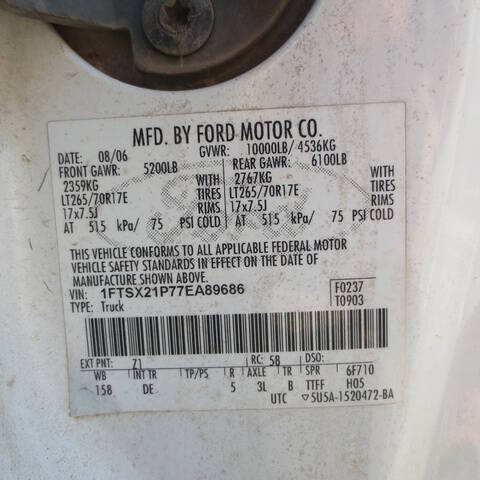 MFD. BY FORD MOTOR CO.
DATE: 08/06 GVWR: 10000LB/ 4536KG
FRONT GAWR: 5200LB REAR GAWR: 6100LB
2359KG WITH 2767KG WITH
LT265/70R17E TIRES LT265/70R17E TIRES
17x7.5J RIMS 17x7.5J RIMS
AT 515 kPa/ 75 PSI COLD AT 515 kPa/ 75 PSI COLD
THIS VEHICLE CONFORMS TO ALL APPLICABLE FEDERAL MOTOR
VEHICLE SAFETY STANDARDS IN EFFECT ON THE DATE OF
MANUFACTURE SHOWN ABOVE.
VIN: 1FTSX21P77EA89686 F0237
TYPE: Truck T0903
EXT PNT: Z1 RC: 58 DSO:
WB INT TR TP/PS R AXLE TR SPR 6F710
158 DE 5 3L B TTFF H05
UTC ▽5U5A-1520472-BA